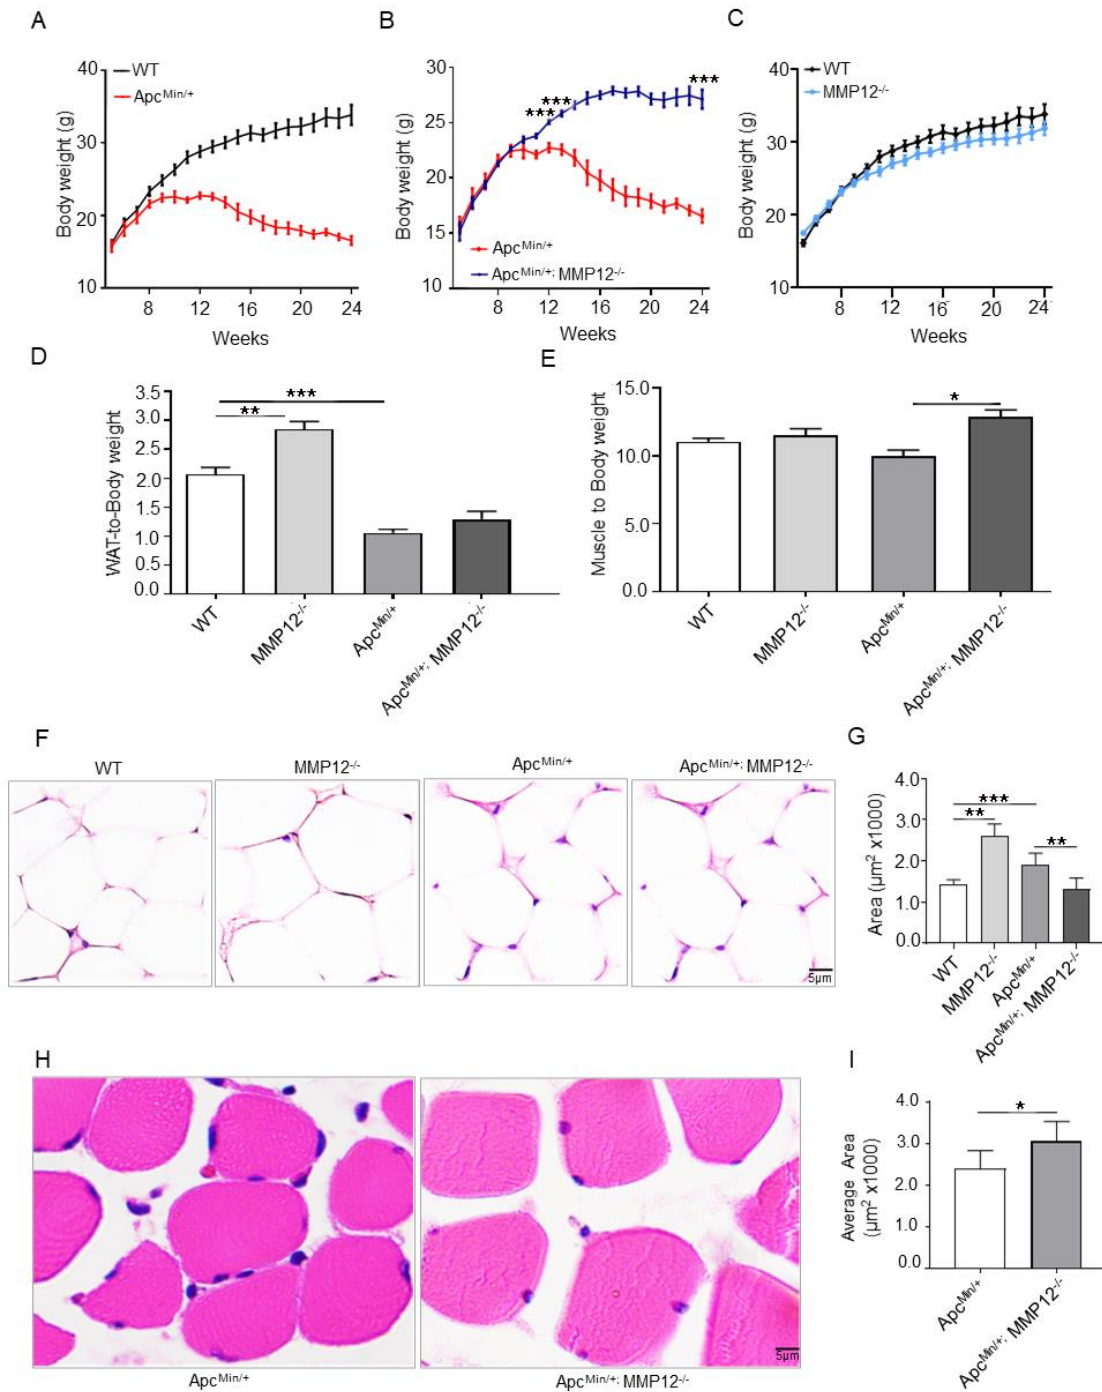 A
B
C
WT
Apc^Min/+
40
30
20
10
Body weight (g)
8 12 16 20 24
Weeks
30
25
20
15
10
Body weight (g)
***
***
***
Apc^Min/+
Apc^Min/+; MMP12^-/-
8 12 16 20 24
Weeks
WT
MMP12^-/-
40
30
20
10
Body weight (g)
8 12 16 20 24
Weeks
D
3.5
3.0
2.5
2.0
1.5
1.0
0.5
0.0
WAT-to-Body weight
***
**
WT
MMP12^-/-
Apc^Min/+
Apc^Min/+; MMP12^-/-
E
15.0
10.0
5.0
0.0
Muscle to Body weight
*
WT
MMP12^-/-
Apc^Min/+
Apc^Min/+; MMP12^-/-
F
WT
MMP12^-/-
Apc^Min/+
Apc^Min/+; MMP12^-/-
5µm
G
4.0
3.0
2.0
1.0
0.0
Area (µm² x1000)
***
**
**
WT
MMP12^-/-
Apc^Min/+
Apc^Min/+; MMP12^-/-
H
5µm
Apc^Min/+
Apc^Min/+; MMP12^-/-
I
4.0
3.0
2.0
1.0
0.0
Average Area
(µm² x1000)
*
Apc^Min/+
Apc^Min/+; MMP12^-/-